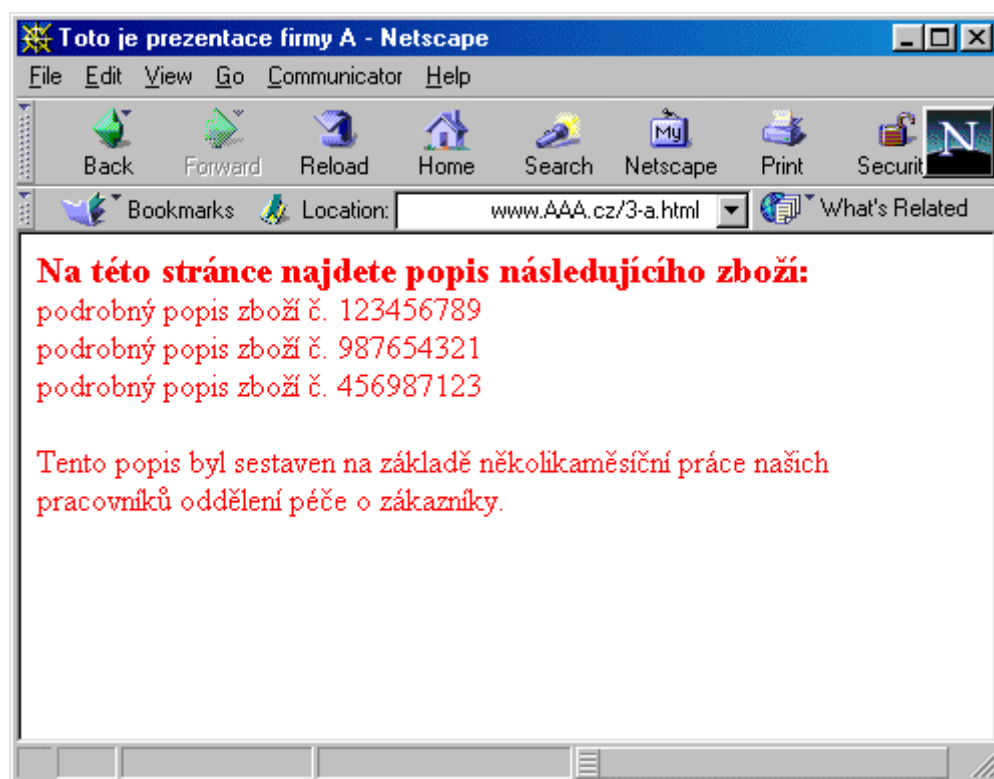 Toto je prezentace firmy A - Netscape
File Edit View Go Communicator Help
My N
Back Forward Reload Home Search Netscape Print Securit
Bookmarks Location: www.AAA.cz/3-a.html What's Related
Na této stránce najdete popis následujícího zboží:
podrobný popis zboží č. 123456789
podrobný popis zboží č. 987654321
podrobný popis zboží č. 456987123
Tento popis byl sestaven na základě několikaměsíční práce našich
pracovníků oddělení péče o zákazníky.